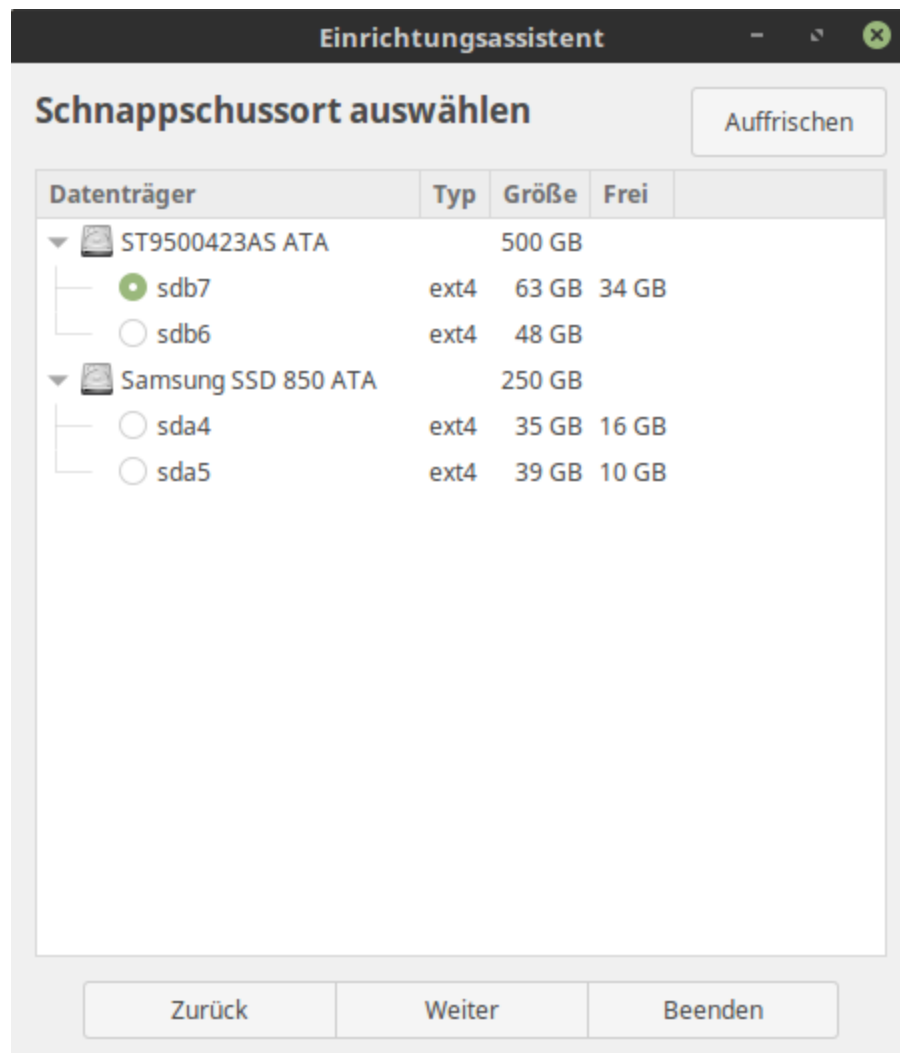 Einrichtungsassistent
Schnappschussort auswählen
Auffrischen
Datenträger Typ Größe Frei
ST9500423AS ATA 500 GB
sdb7 ext4 63 GB 34 GB
sdb6 ext4 48 GB
Samsung SSD 850 ATA 250 GB
sda4 ext4 35 GB 16 GB
sda5 ext4 39 GB 10 GB
Zurück Weiter Beenden